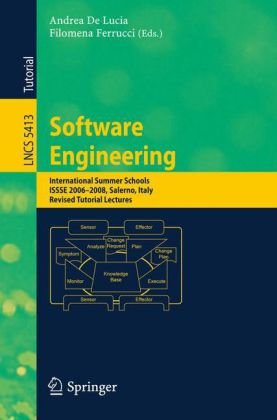 Andrea De Lucia
Filomena Ferrucci (Eds.)
Tutorial
LNCS 5413
Software
Engineering
International Summer Schools
ISSSE 2006–2008, Salerno, Italy
Revised Tutorial Lectures
Sensor
Effector
Change
Request
Analyze
Plan
Symptom
Change
Plan
Knowledge
Base
Monitor
Execute
Sensor
Effector
Springer